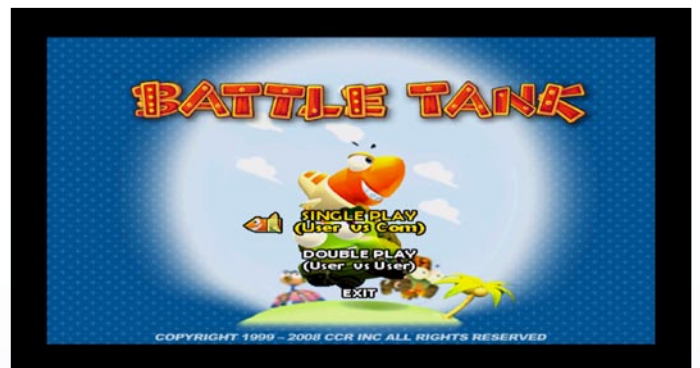 BATTLE TANK
SINGLE PLAY
(User vs Com)
DOUBLE PLAY
(User vs User)
EXIT
COPYRIGHT 1999 - 2008 CCR INC ALL RIGHTS RESERVED